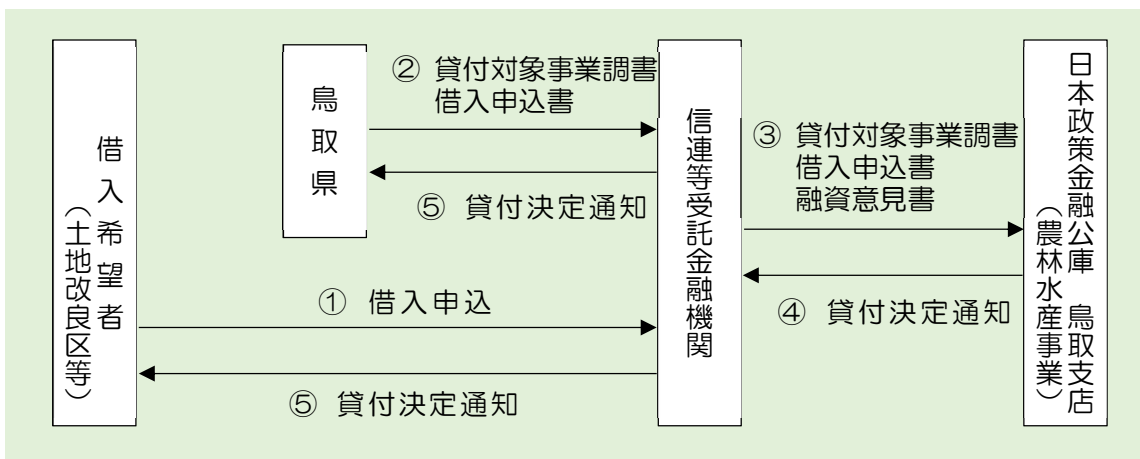 借入希望者
（土地改良区等）
鳥取県
② 貸付対象事業調書
借入申込書
⑤ 貸付決定通知
① 借入申込
⑤ 貸付決定通知
信連等受託金融機関
③ 貸付対象事業調書
借入申込書
融資意見書
④ 貸付決定通知
日本政策金融公庫 鳥取支店
（農林水産事業）